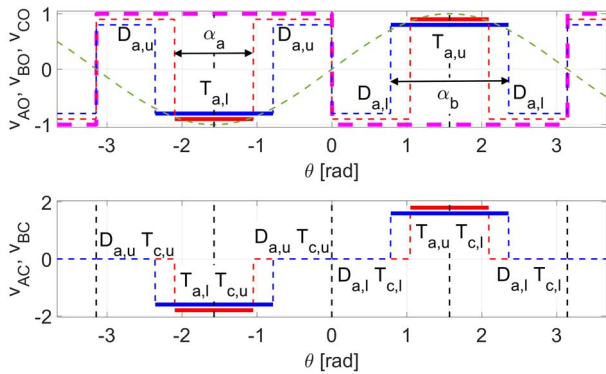 v_AO, v_BO, v_CO
1
0
-1
D_a,u
α_a
D_a,u
T_a,l
T_a,u
D_a,l
α_b
D_a,l
-3 -2 -1 0 1 2 3
θ [rad]
v_AC, v_BC
2
0
-2
D_a,u T_c,u
D_a,u T_c,u
T_a,l T_c,u
T_a,u T_c,l
D_a,l T_c,l
D_a,l T_c,l
-3 -2 -1 0 1 2 3
θ [rad]